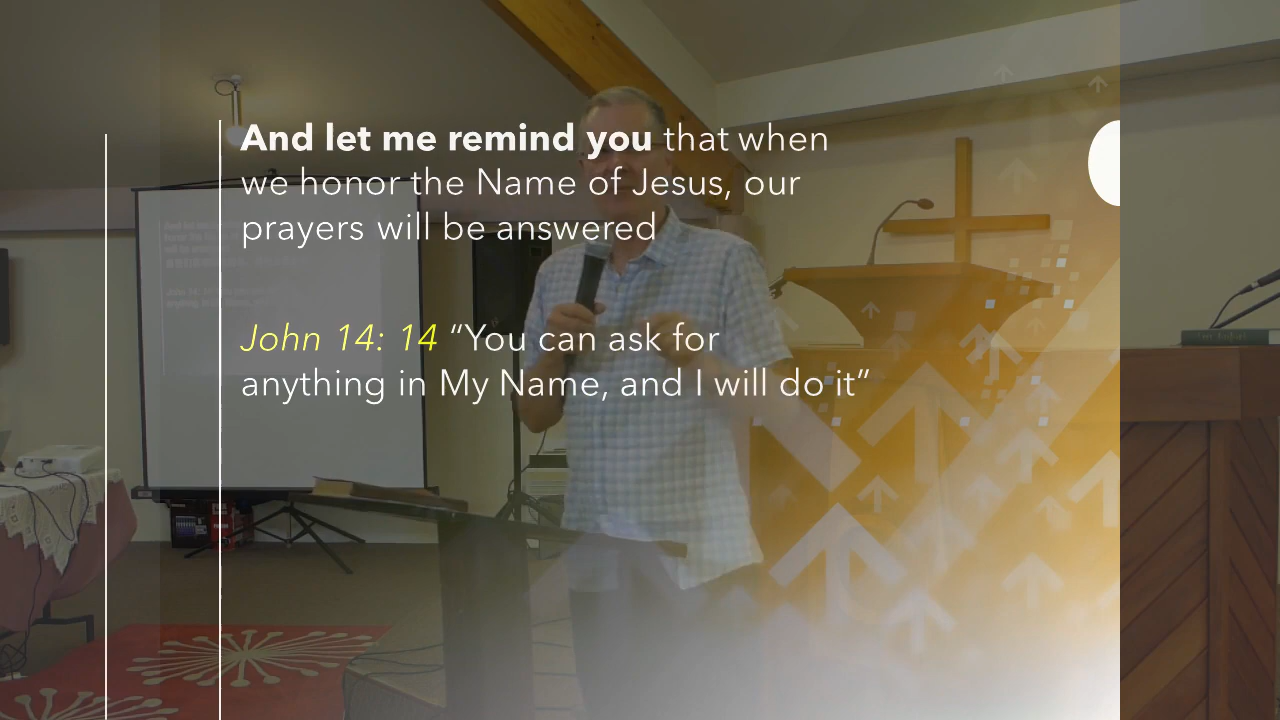 And let me remind you that when
we honor the Name of Jesus, our
prayers will be answered
John 14: 14 “You can ask for
anything in My Name, and I will do it”